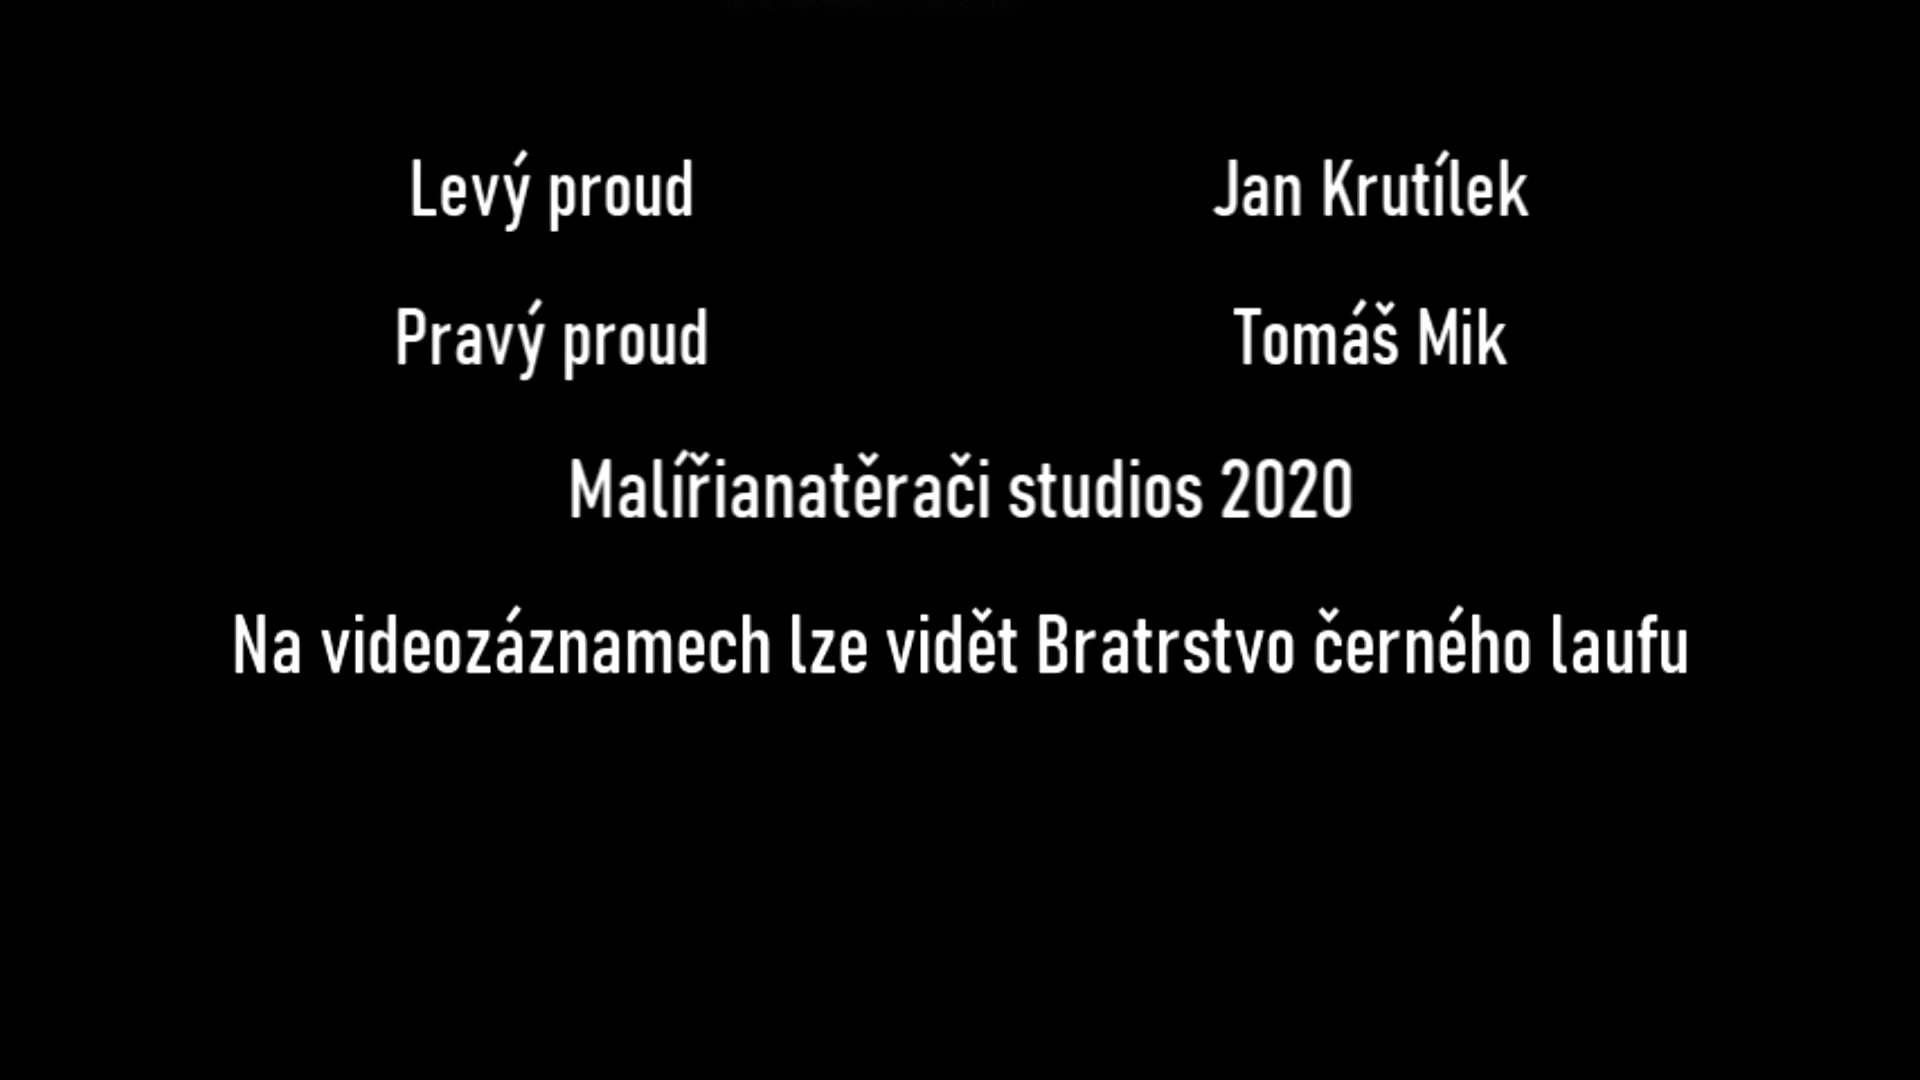 Levý proud Jan Krutílek
Pravý proud Tomáš Mik
Malířianatěrači studios 2020
Na videozáznamech lze vidět Bratrstvo černého laufu